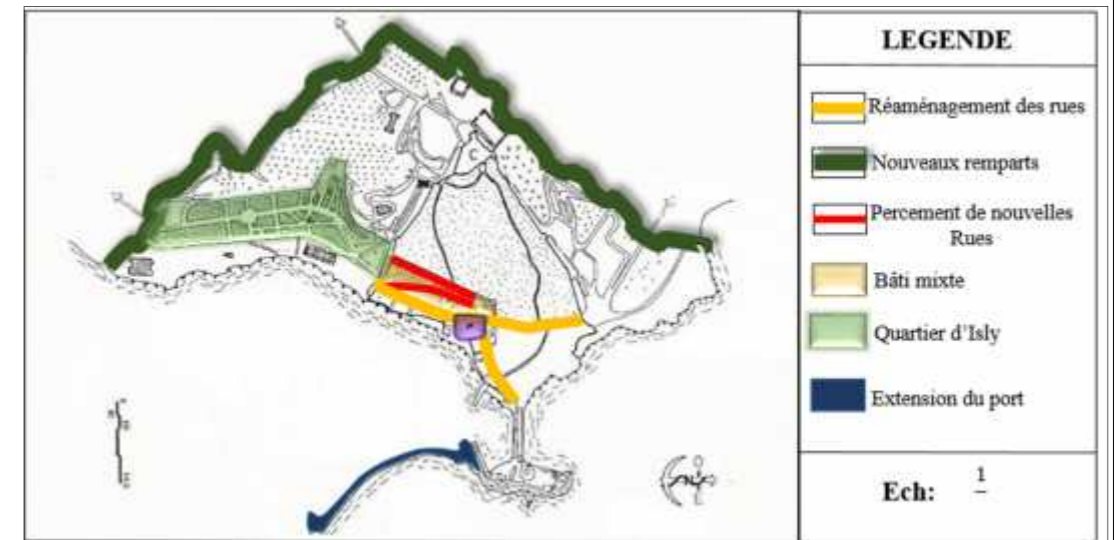 LEGENDE
Réaménagement des rues
Nouveaux remparts
Percement de nouvelles
Rues
Bâti mixte
Quartier d'Isly
Extension du port
Ech: 1